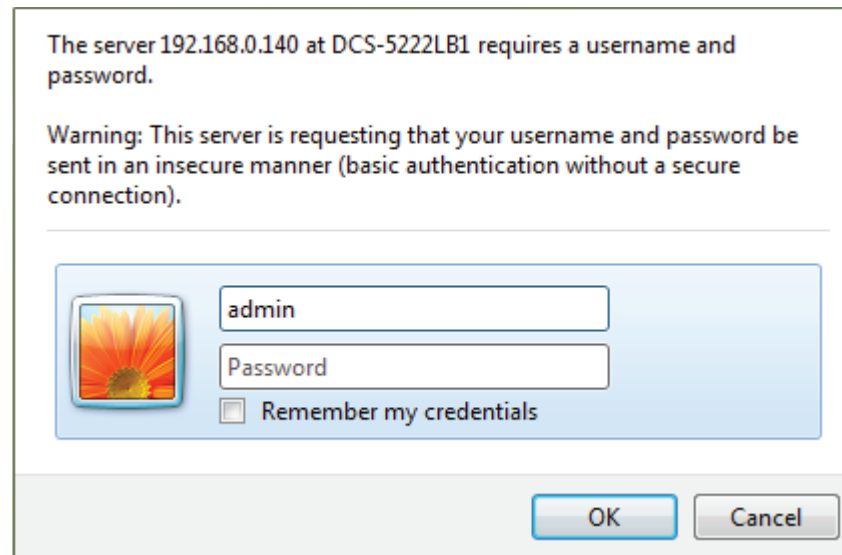 The server 192.168.0.140 at DCS-5222LB1 requires a username and
password.
Warning: This server is requesting that your username and password be
sent in an insecure manner (basic authentication without a secure
connection).
admin
Password
Remember my credentials
OK Cancel